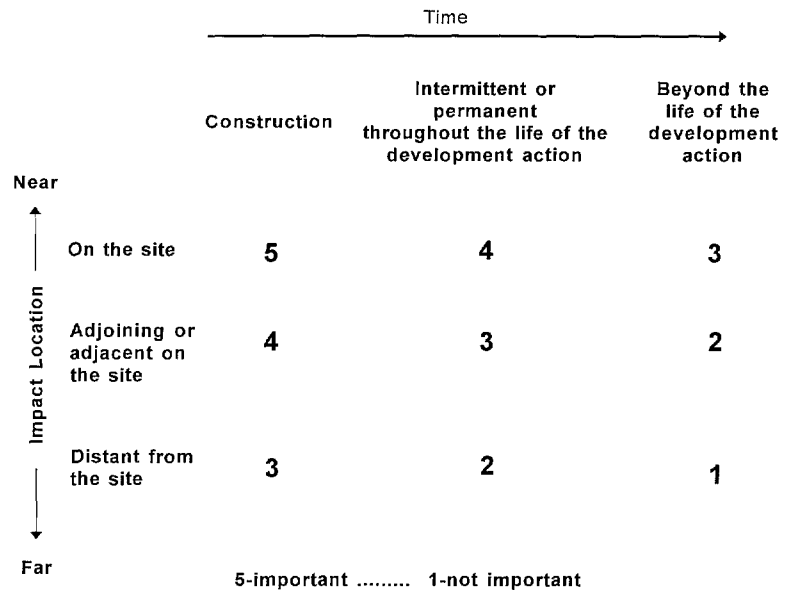 Time
Construction
Intermittent or
permanent
throughout the life of the
development action
Beyond the
life of the
development
action
Near
Impact Location
On the site
5
4
3
Adjoining or
adjacent on
the site
4
3
2
Distant from
the site
3
2
1
Far
5-important ......... 1-not important